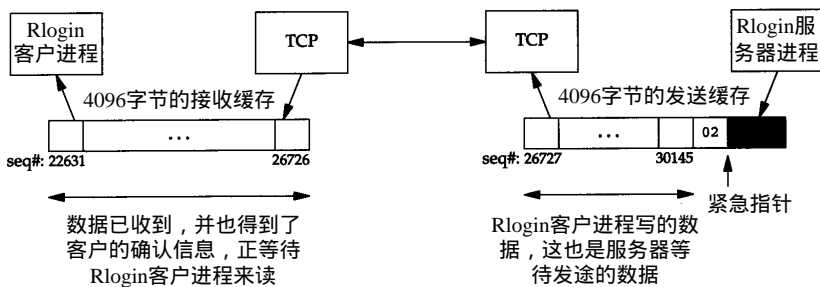 Rlogin
客户进程
TCP
TCP
Rlogin服
务器进程
4096字节的接收缓存
4096字节的发送缓存
...
...
02
seq#: 22631
26726
seq#: 26727
30145
紧急指针
数据已收到，并也得到了
客户的确认信息，正等待
Rlogin客户进程来读
Rlogin客户进程写的数
据，这也是服务器等
待发途的数据